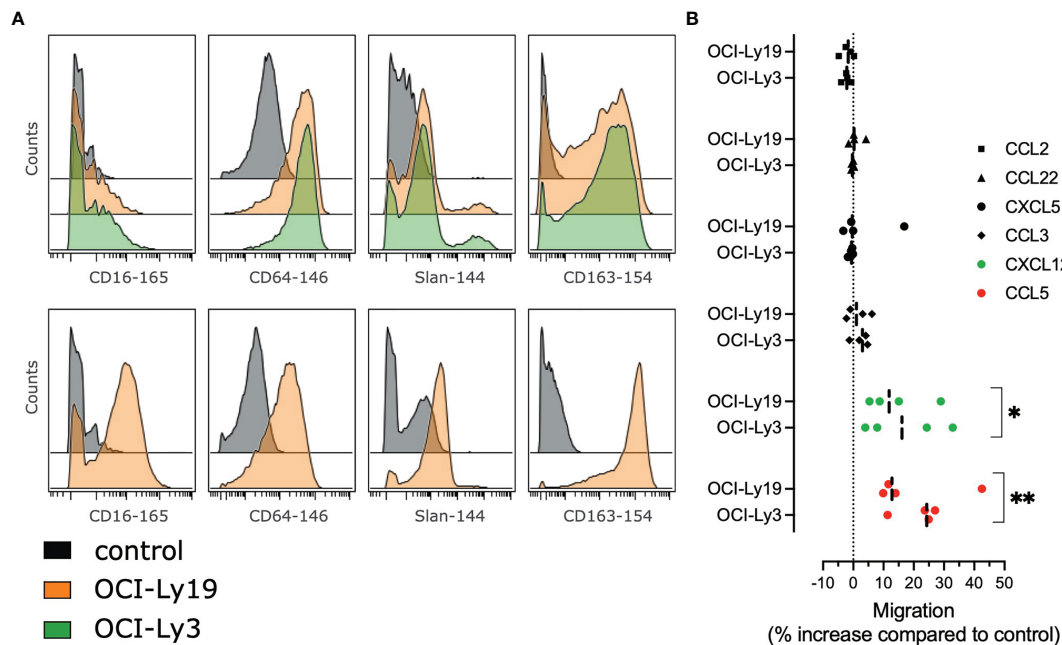 A
B
Counts
CD16-165
CD64-146
Slan-144
CD163-154
Counts
CD16-165
CD64-146
Slan-144
CD163-154
control
OCI-Ly19
OCI-Ly3
OCI-Ly19
OCI-Ly3
OCI-Ly19
OCI-Ly3
OCI-Ly19
OCI-Ly3
OCI-Ly19
OCI-Ly3
OCI-Ly19
OCI-Ly3
*
OCI-Ly19
OCI-Ly3
**
-10 0 10 20 30 40 50
Migration
(% increase compared to control)
CCL2
CCL22
CXCL5
CCL3
CXCL1
CCL5